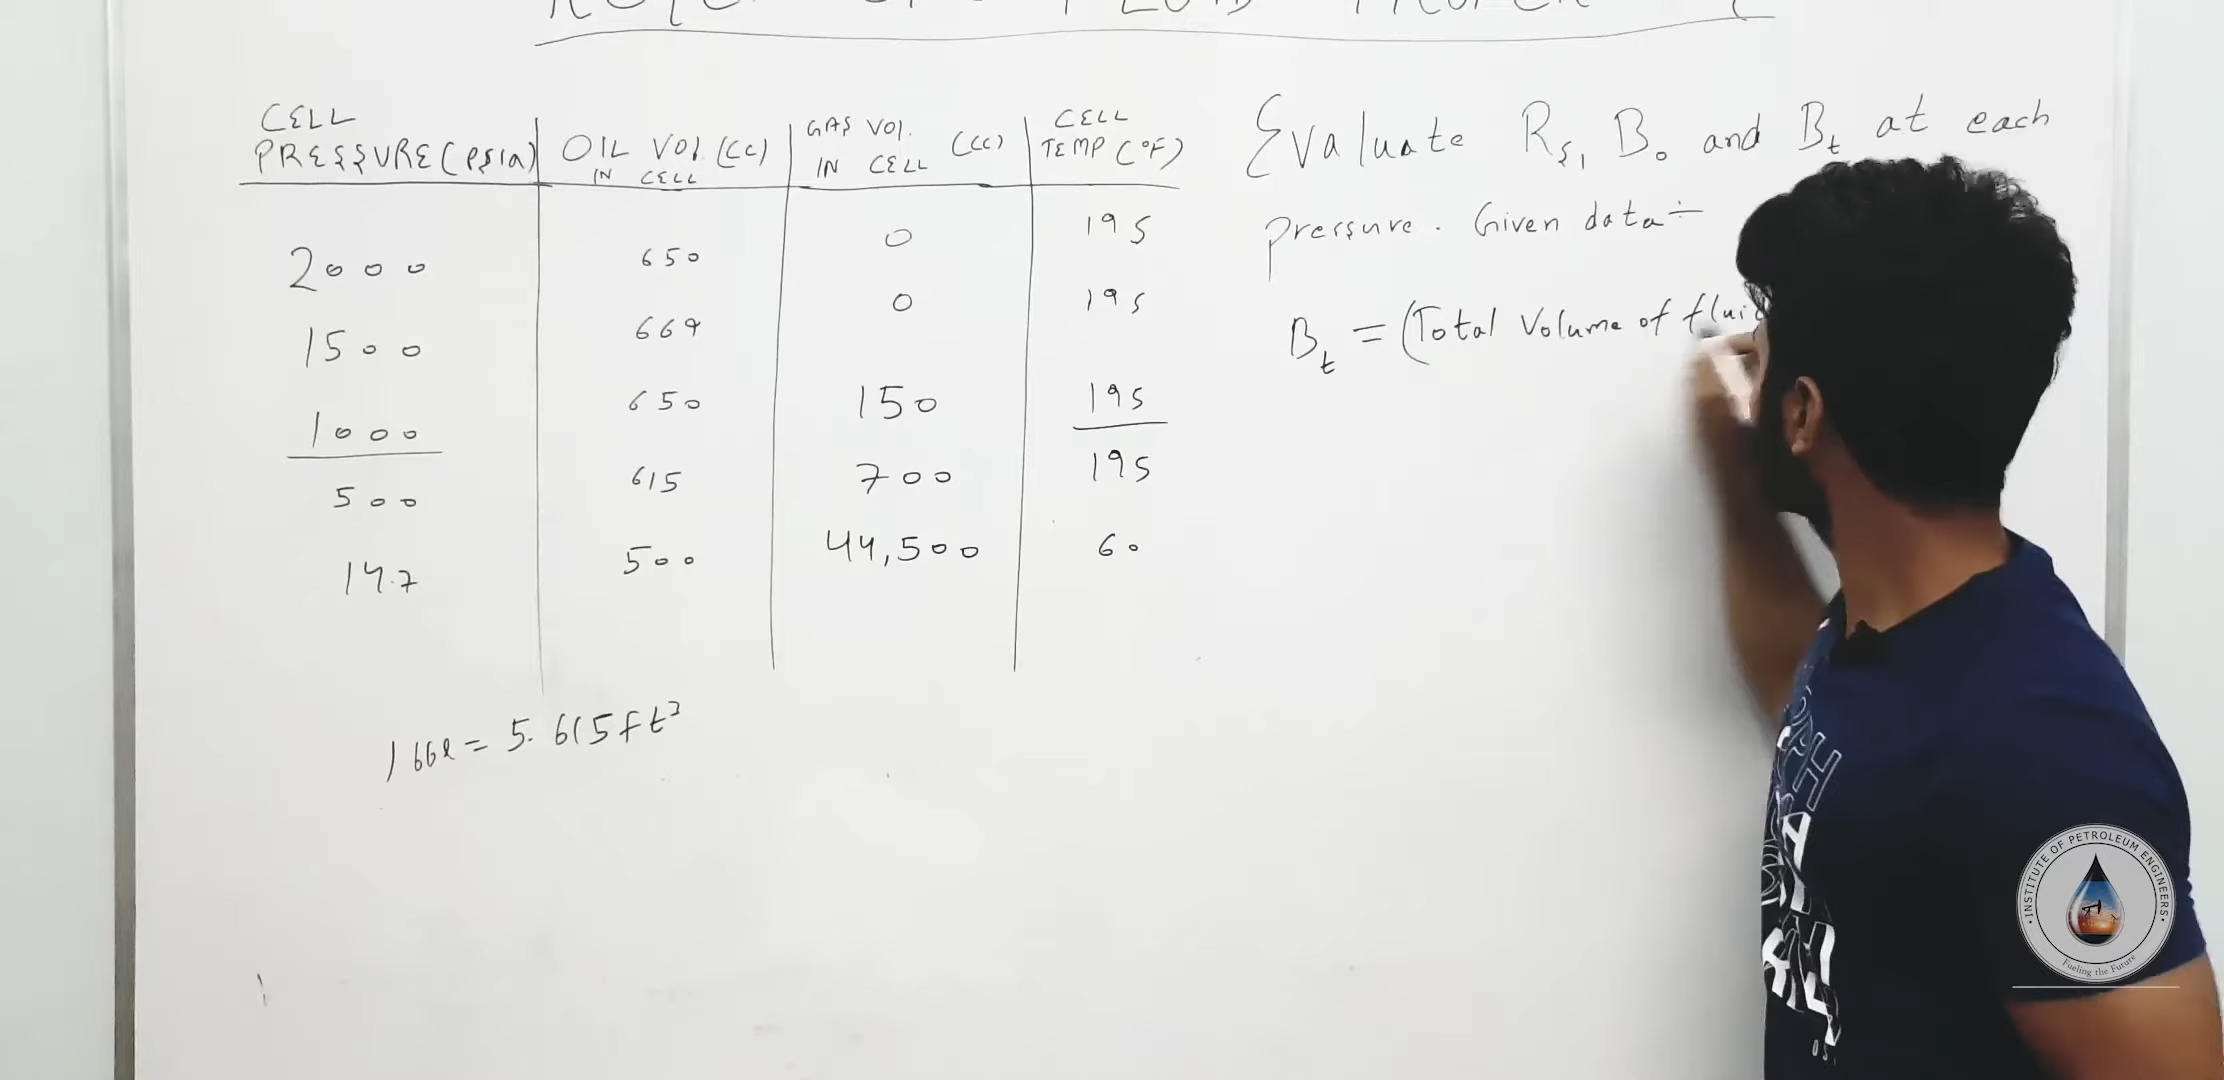 CELL
PRESSURE (PSIA)
OIL VOL. (CC)
IN CELL
GAS VOL.
IN CELL (CC)
CELL
TEMP (°F)
2000 650 0 195
1500 669 0 195
1000 650 150 195
500 615 700 195
14.7 500 44,500 60
1 bbl = 5.615 ft³
Evaluate Rs, Bo and Bt at each
pressure. Given data÷
Bt = (Total Volume of fluid
INSTITUTE OF PETROLEUM ENGINEERS
Fueling the Future